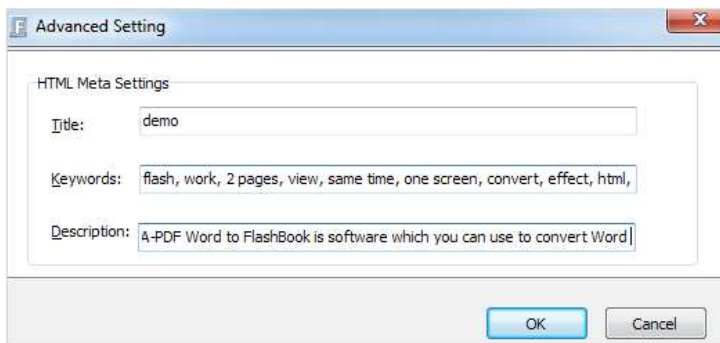 Advanced Setting
HTML Meta Settings
Title: demo
Keywords: flash, work, 2 pages, view, same time, one screen, convert, effect, html,
Description: A-PDF Word to FlashBook is software which you can use to convert Word
OK Cancel